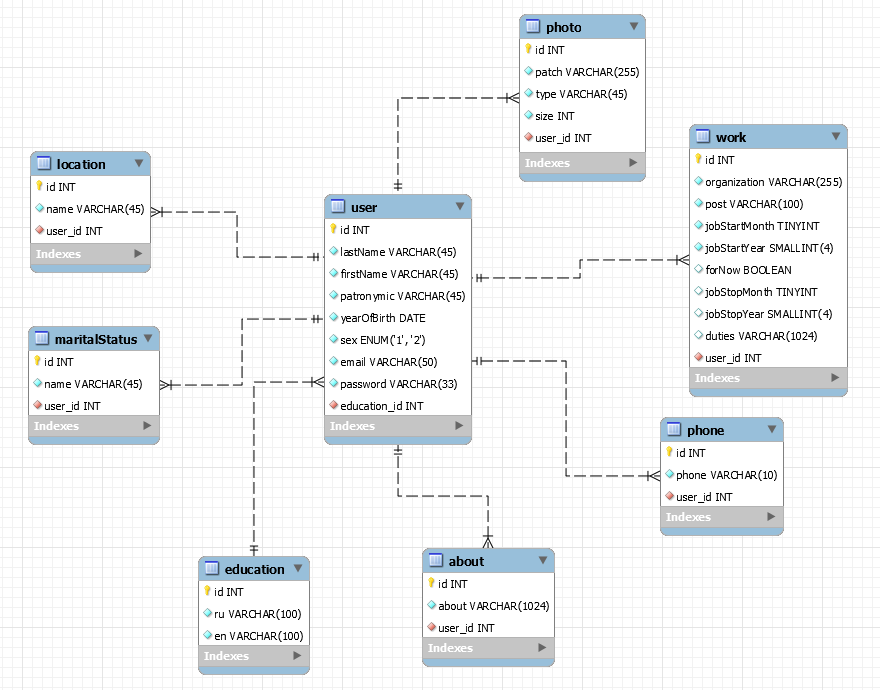 photo
id INT
patch VARCHAR(255)
type VARCHAR(45)
size INT
user_id INT
Indexes
work
id INT
organization VARCHAR(255)
post VARCHAR(100)
jobStartMonth TINYINT
jobStartYear SMALLINT(4)
forNow BOOLEAN
jobStopMonth TINYINT
jobStopYear SMALLINT(4)
duties VARCHAR(1024)
user_id INT
Indexes
location
id INT
name VARCHAR(45)
user_id INT
Indexes
user
id INT
lastName VARCHAR(45)
firstName VARCHAR(45)
patronymic VARCHAR(45)
yearOfBirth DATE
sex ENUM('1', '2')
email VARCHAR(50)
password VARCHAR(33)
education_id INT
Indexes
maritalStatus
id INT
name VARCHAR(45)
user_id INT
Indexes
phone
id INT
phone VARCHAR(10)
user_id INT
Indexes
education
id INT
ru VARCHAR(100)
en VARCHAR(100)
Indexes
about
id INT
about VARCHAR(1024)
user_id INT
Indexes